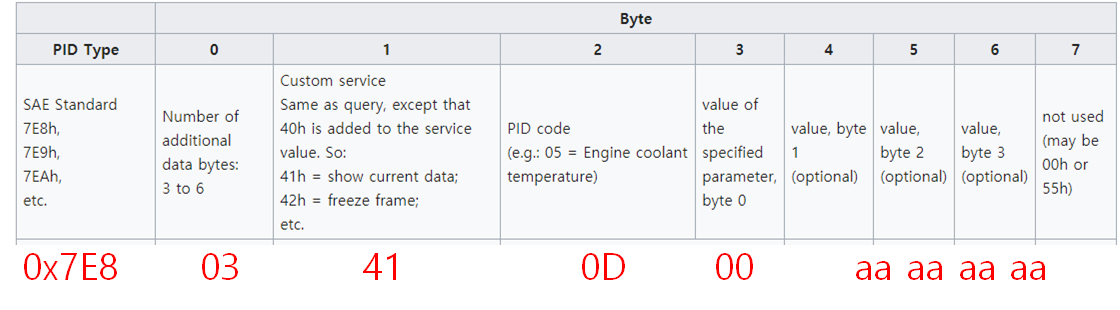 Byte
PID Type 0 1 2 3 4 5 6 7
SAE Standard
7E8h,
7E9h,
7EAh,
etc.
Number of
additional
data bytes:
3 to 6
Custom service
Same as query, except that
40h is added to the service
value. So:
41h = show current data;
42h = freeze frame;
etc.
PID code
(e.g.: 05 = Engine coolant
temperature)
value of
the
specified
parameter,
byte 0
value, byte
1
(optional)
value,
byte 2
(optional)
value,
byte 3
(optional)
not used
(may be
00h or
55h)
0x7E8 03 41 0D 00 aa aa aa aa